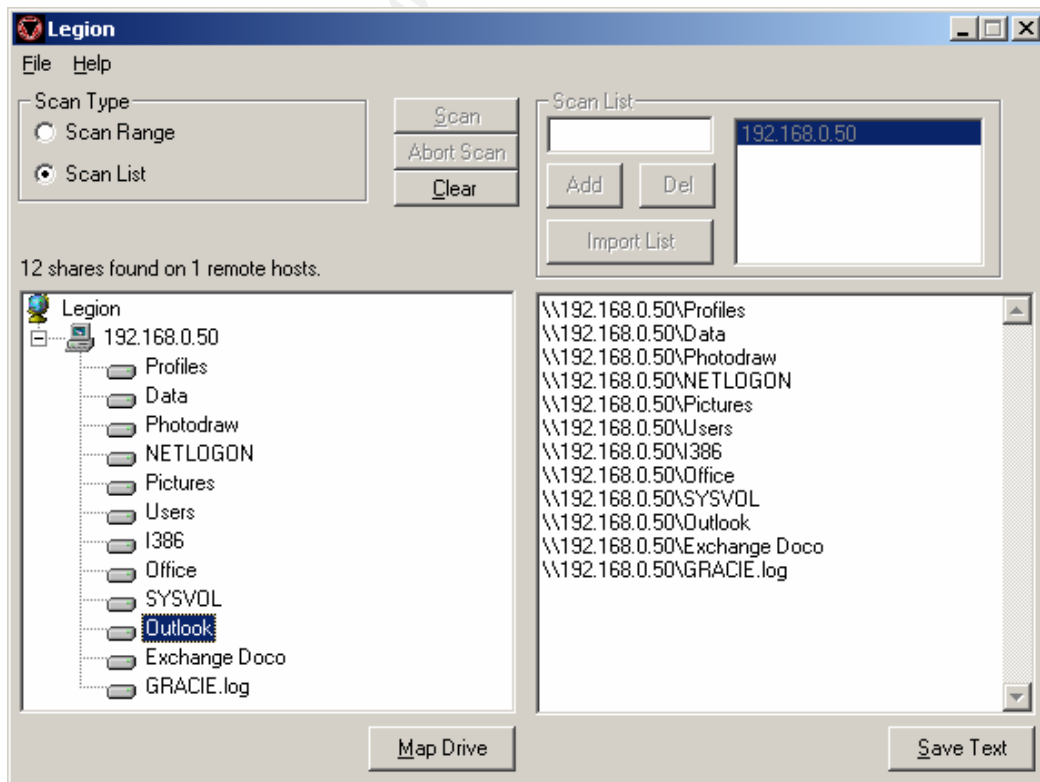 Legion
File Help
Scan Type
Scan Range
Scan List
Scan
Abort Scan
Clear
Scan List
192.168.0.50
Add Del
Import List
12 shares found on 1 remote hosts.
Legion
192.168.0.50
Profiles
Data
Photodraw
NETLOGON
Pictures
Users
I386
Office
SYSVOL
Outlook
Exchange Doco
GRACIE.log
\\192.168.0.50\Profiles
\\192.168.0.50\Data
\\192.168.0.50\Photodraw
\\192.168.0.50\NETLOGON
\\192.168.0.50\Pictures
\\192.168.0.50\Users
\\192.168.0.50\I386
\\192.168.0.50\Office
\\192.168.0.50\SYSVOL
\\192.168.0.50\Outlook
\\192.168.0.50\Exchange Doco
\\192.168.0.50\GRACIE.log
Map Drive
Save Text